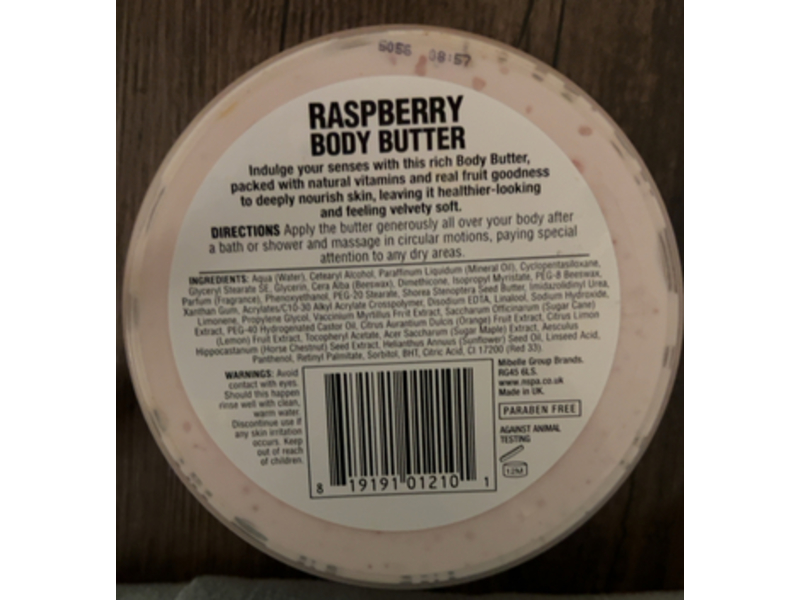 6056 08:57
RASPBERRY
BODY BUTTER
Indulge your senses with this rich Body Butter,
packed with natural vitamins and real fruit goodness
to deeply nourish skin, leaving it healthier-looking
and feeling velvety soft.
DIRECTIONS Apply the butter generously all over your body after
a bath or shower and massage in circular motions, paying special
attention to any dry areas.
INGREDIENTS: Aqua (Water), Cetearyl Alcohol, Paraffinum Liquidum (Mineral Oil), Cyclopentasiloxane,
Glyceryl Stearate SE, Glycerin, Cera Alba (Beeswax), Dimethicone, Isopropyl Myristate, PEG-8 Beeswax,
Parfum (Fragrance), Phenoxyethanol, PEG-20 Stearate, Shorea Stenoptera Seed Butter, Imidazolidinyl Urea,
Xanthan Gum, Acrylates/C10-30 Alkyl Acrylate Crosspolymer, Disodium EDTA, Linalool, Sodium Hydroxide,
Limonene, Propylene Glycol, Vaccinium Myrtillus Fruit Extract, Saccharum Officinarum (Sugar Cane)
Extract, PEG-40 Hydrogenated Castor Oil, Citrus Aurantium Dulcis (Orange) Fruit Extract, Citrus Limon
(Lemon) Fruit Extract, Tocopheryl Acetate, Acer Saccharum (Sugar Maple) Extract, Aesculus
Hippocastanum (Horse Chestnut) Seed Extract, Helianthus Annuus (Sunflower) Seed Oil, Linseed Acid,
Panthenol, Retinyl Palmitate, Sorbitol, BHT, Citric Acid, CI 17200 (Red 33).
WARNINGS: Avoid
contact with eyes.
Should this happen
rinse well with clean,
warm water.
Discontinue use if
any skin irritation
occurs. Keep
out of reach
of children.
8 19191 01210 1
Mibelle Group Brands.
RG45 6LS.
www.nspa.co.uk
Made in UK.
PARABEN FREE
AGAINST ANIMAL
TESTING
12M